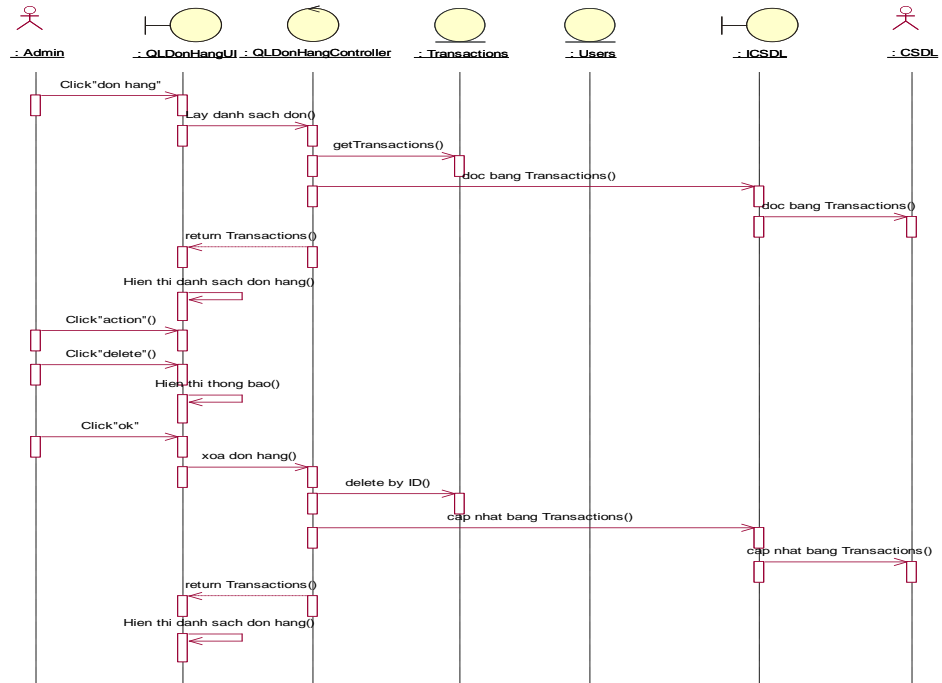 : Admin
: QLDonHangUI
: QLDonHangController
: Transactions
: Users
: ICSDL
: CSDL
Click"don hang"
Lay danh sach don()
getTransactions()
doc bang Transactions()
doc bang Transactions()
return Transactions()
Hien thi danh sach don hang()
Click"action"()
Click"delete"()
Hien thi thong bao()
Click"ok"
xoa don hang()
delete by ID()
cap nhat bang Transactions()
cap nhat bang Transactions()
return Transactions()
Hien thi danh sach don hang()